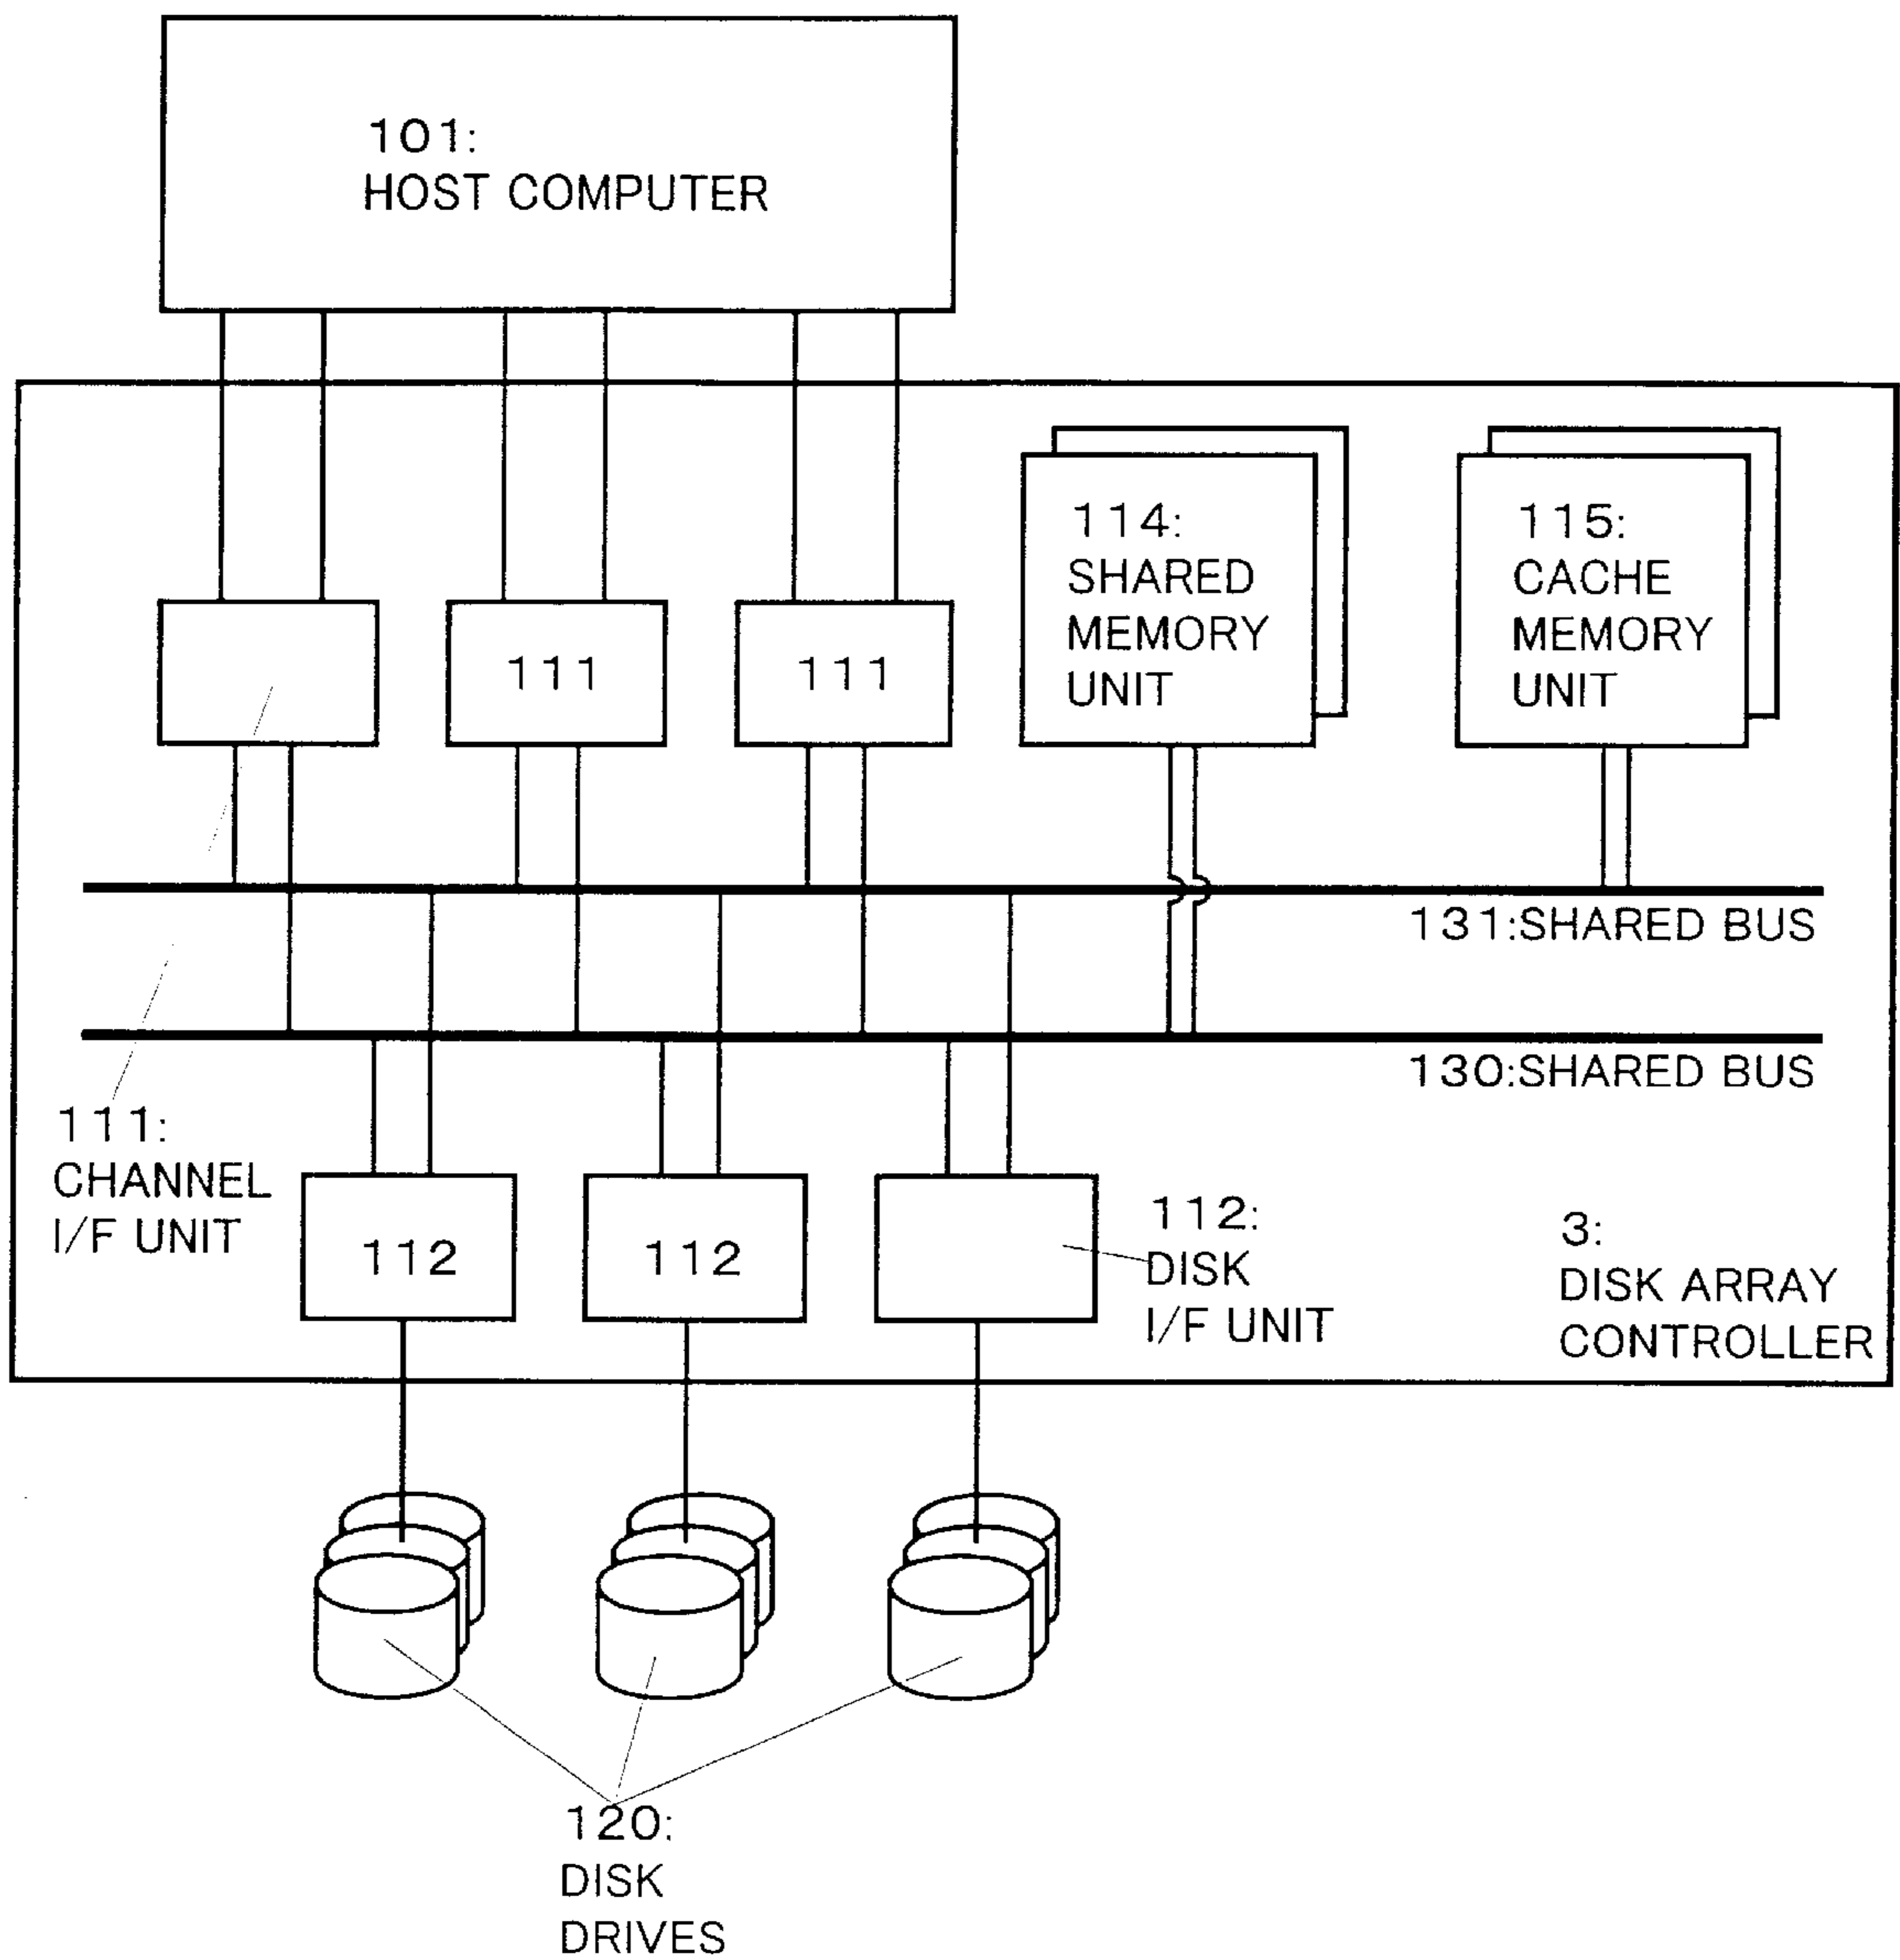 101:
HOST COMPUTER
114:
SHARED
MEMORY
UNIT
115:
CACHE
MEMORY
UNIT
111
111
131:SHARED BUS
130:SHARED BUS
111:
CHANNEL
I/F UNIT
112
112
112:
DISK
I/F UNIT
3:
DISK ARRAY
CONTROLLER
120:
DISK
DRIVES